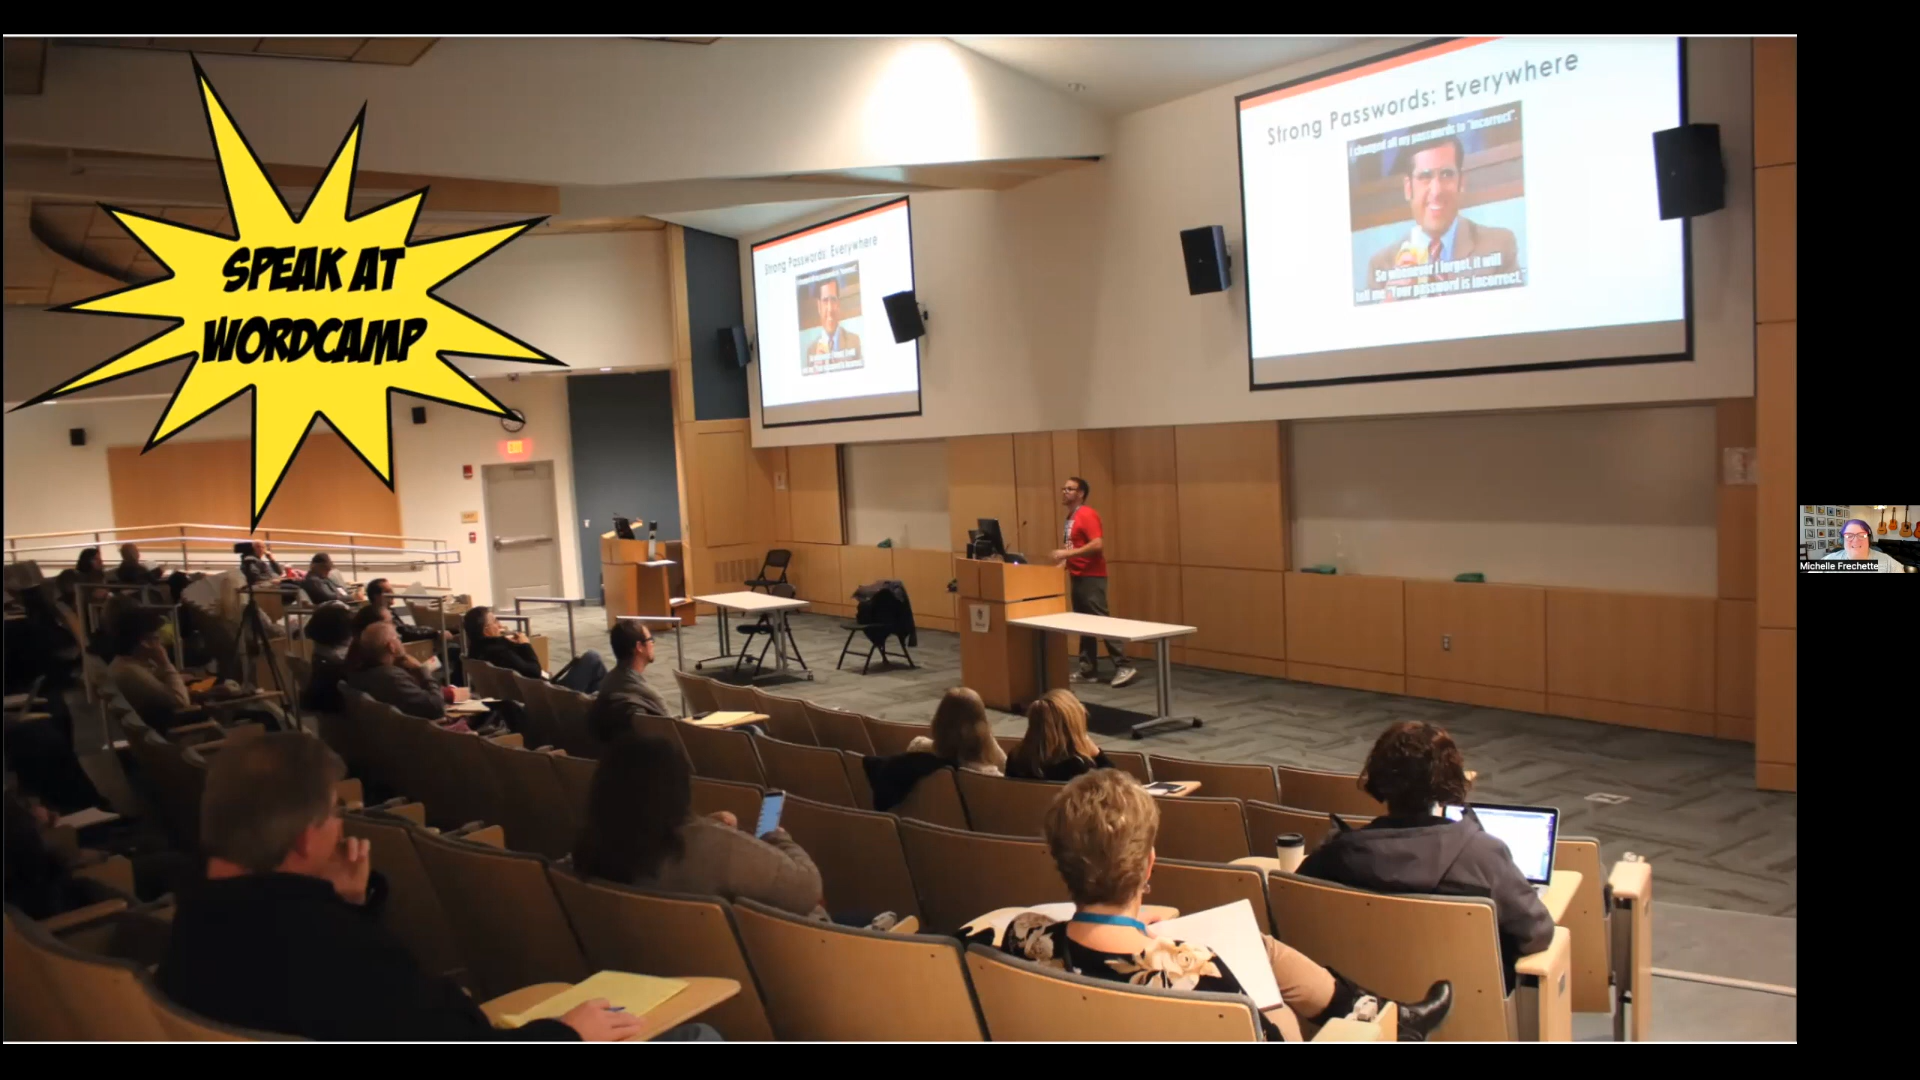 SPEAK AT
WORDCAMP
Strong Passwords: Everywhere
I changed all my passwords to "incorrect".
So whenever I forget, it will
tell me "Your password is incorrect."
Strong Passwords: Everywhere
EXIT
Michelle Frechette